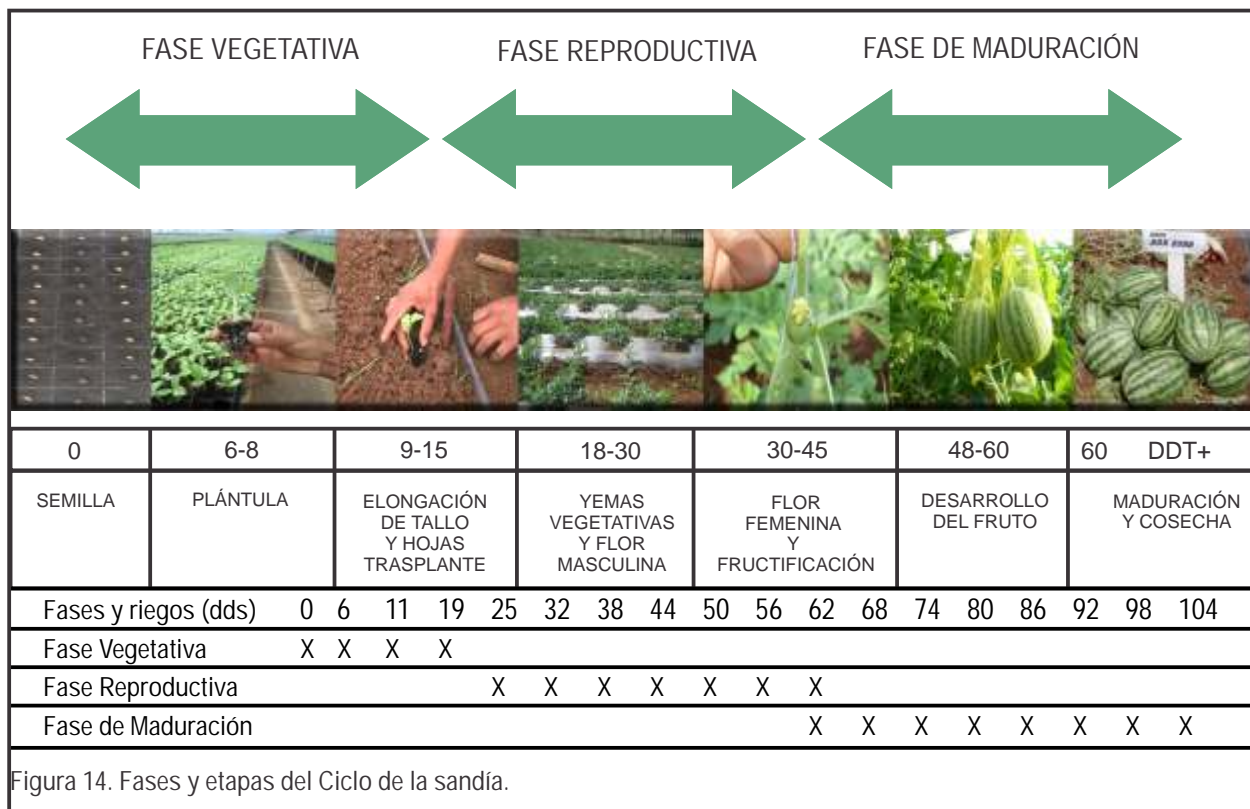 FASE VEGETATIVA FASE REPRODUCTIVA FASE DE MADURACIÓN
0 6-8 9-15 18-30 30-45 48-60 60 DDT+
SEMILLA
PLÁNTULA
ELONGACIÓN
DE TALLO
Y HOJAS
TRASPLANTE
YEMAS
VEGETATIVAS
Y FLOR
MASCULINA
FLOR
FEMENINA
Y
FRUCTIFICACIÓN
DESARROLLO
DEL FRUTO
MADURACIÓN
Y COSECHA
Fases y riegos (dds) 0 6 11 19 25 32 38 44 50 56 62 68 74 80 86 92 98 104
Fase Vegetativa X X X X
Fase Reproductiva X X X X X X X
Fase de Maduración X X X X X X X X
Figura 14. Fases y etapas del Ciclo de la sandía.